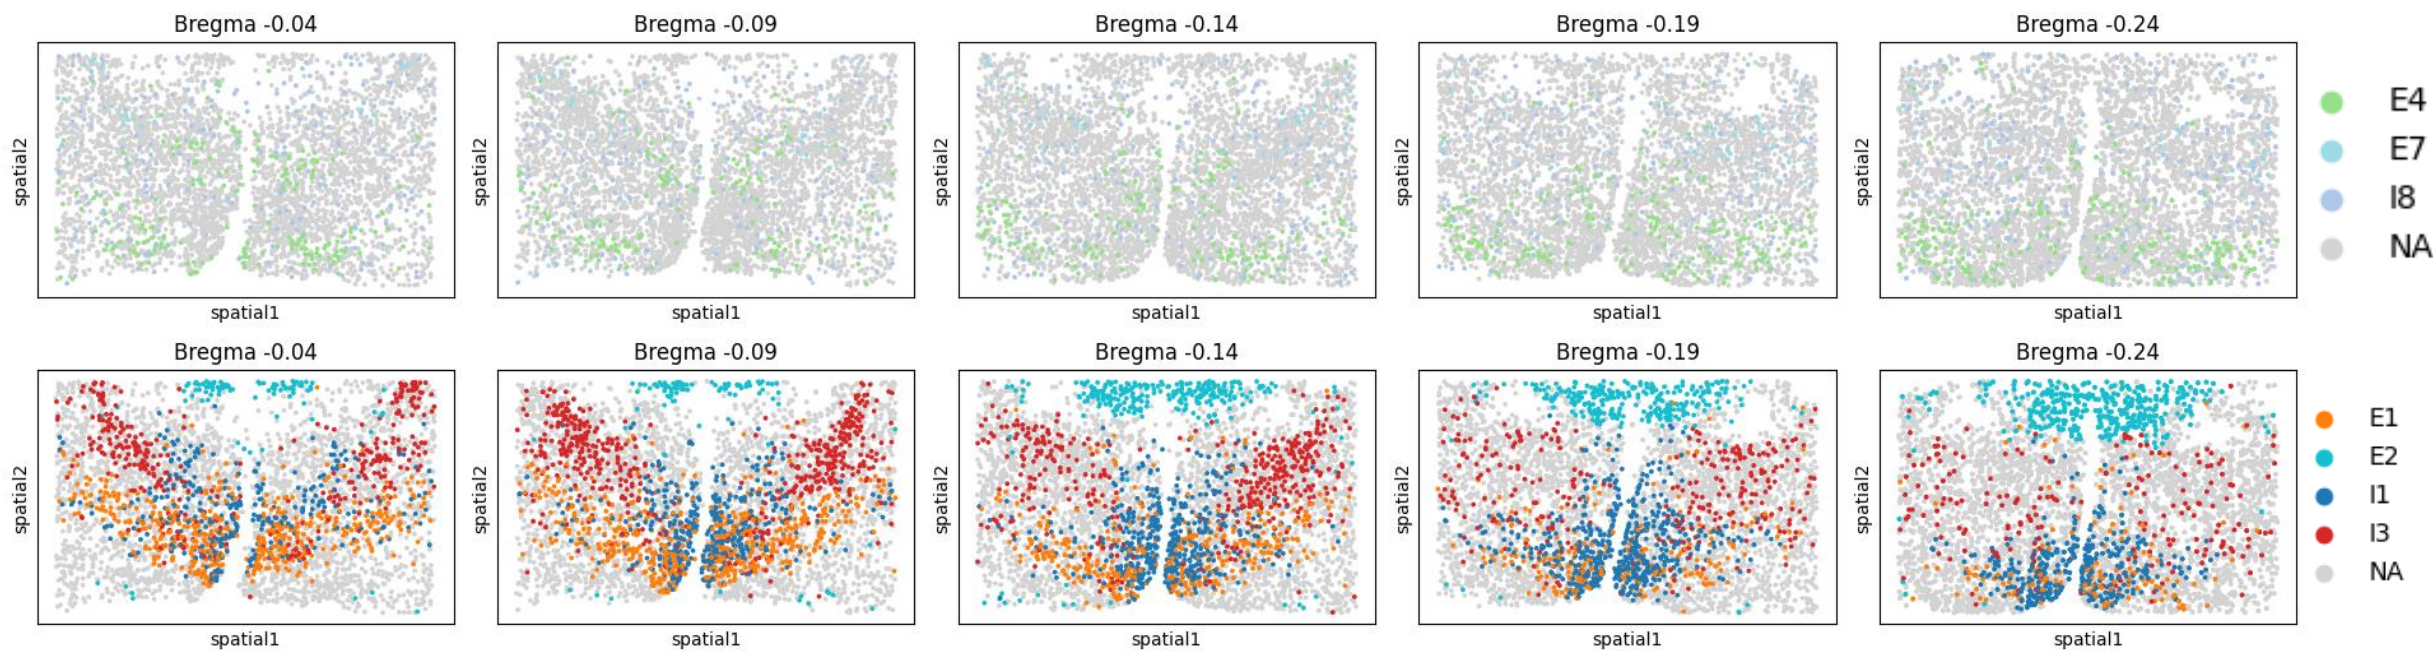 Bregma -0.04
Bregma -0.09
Bregma -0.14
Bregma -0.19
Bregma -0.24
spatial2
spatial2
spatial2
spatial2
spatial2
spatial1
spatial1
spatial1
spatial1
spatial1
E4
E7
I8
NA
Bregma -0.04
Bregma -0.09
Bregma -0.14
Bregma -0.19
Bregma -0.24
spatial2
spatial2
spatial2
spatial2
spatial2
spatial1
spatial1
spatial1
spatial1
spatial1
E1
E2
I1
I3
NA